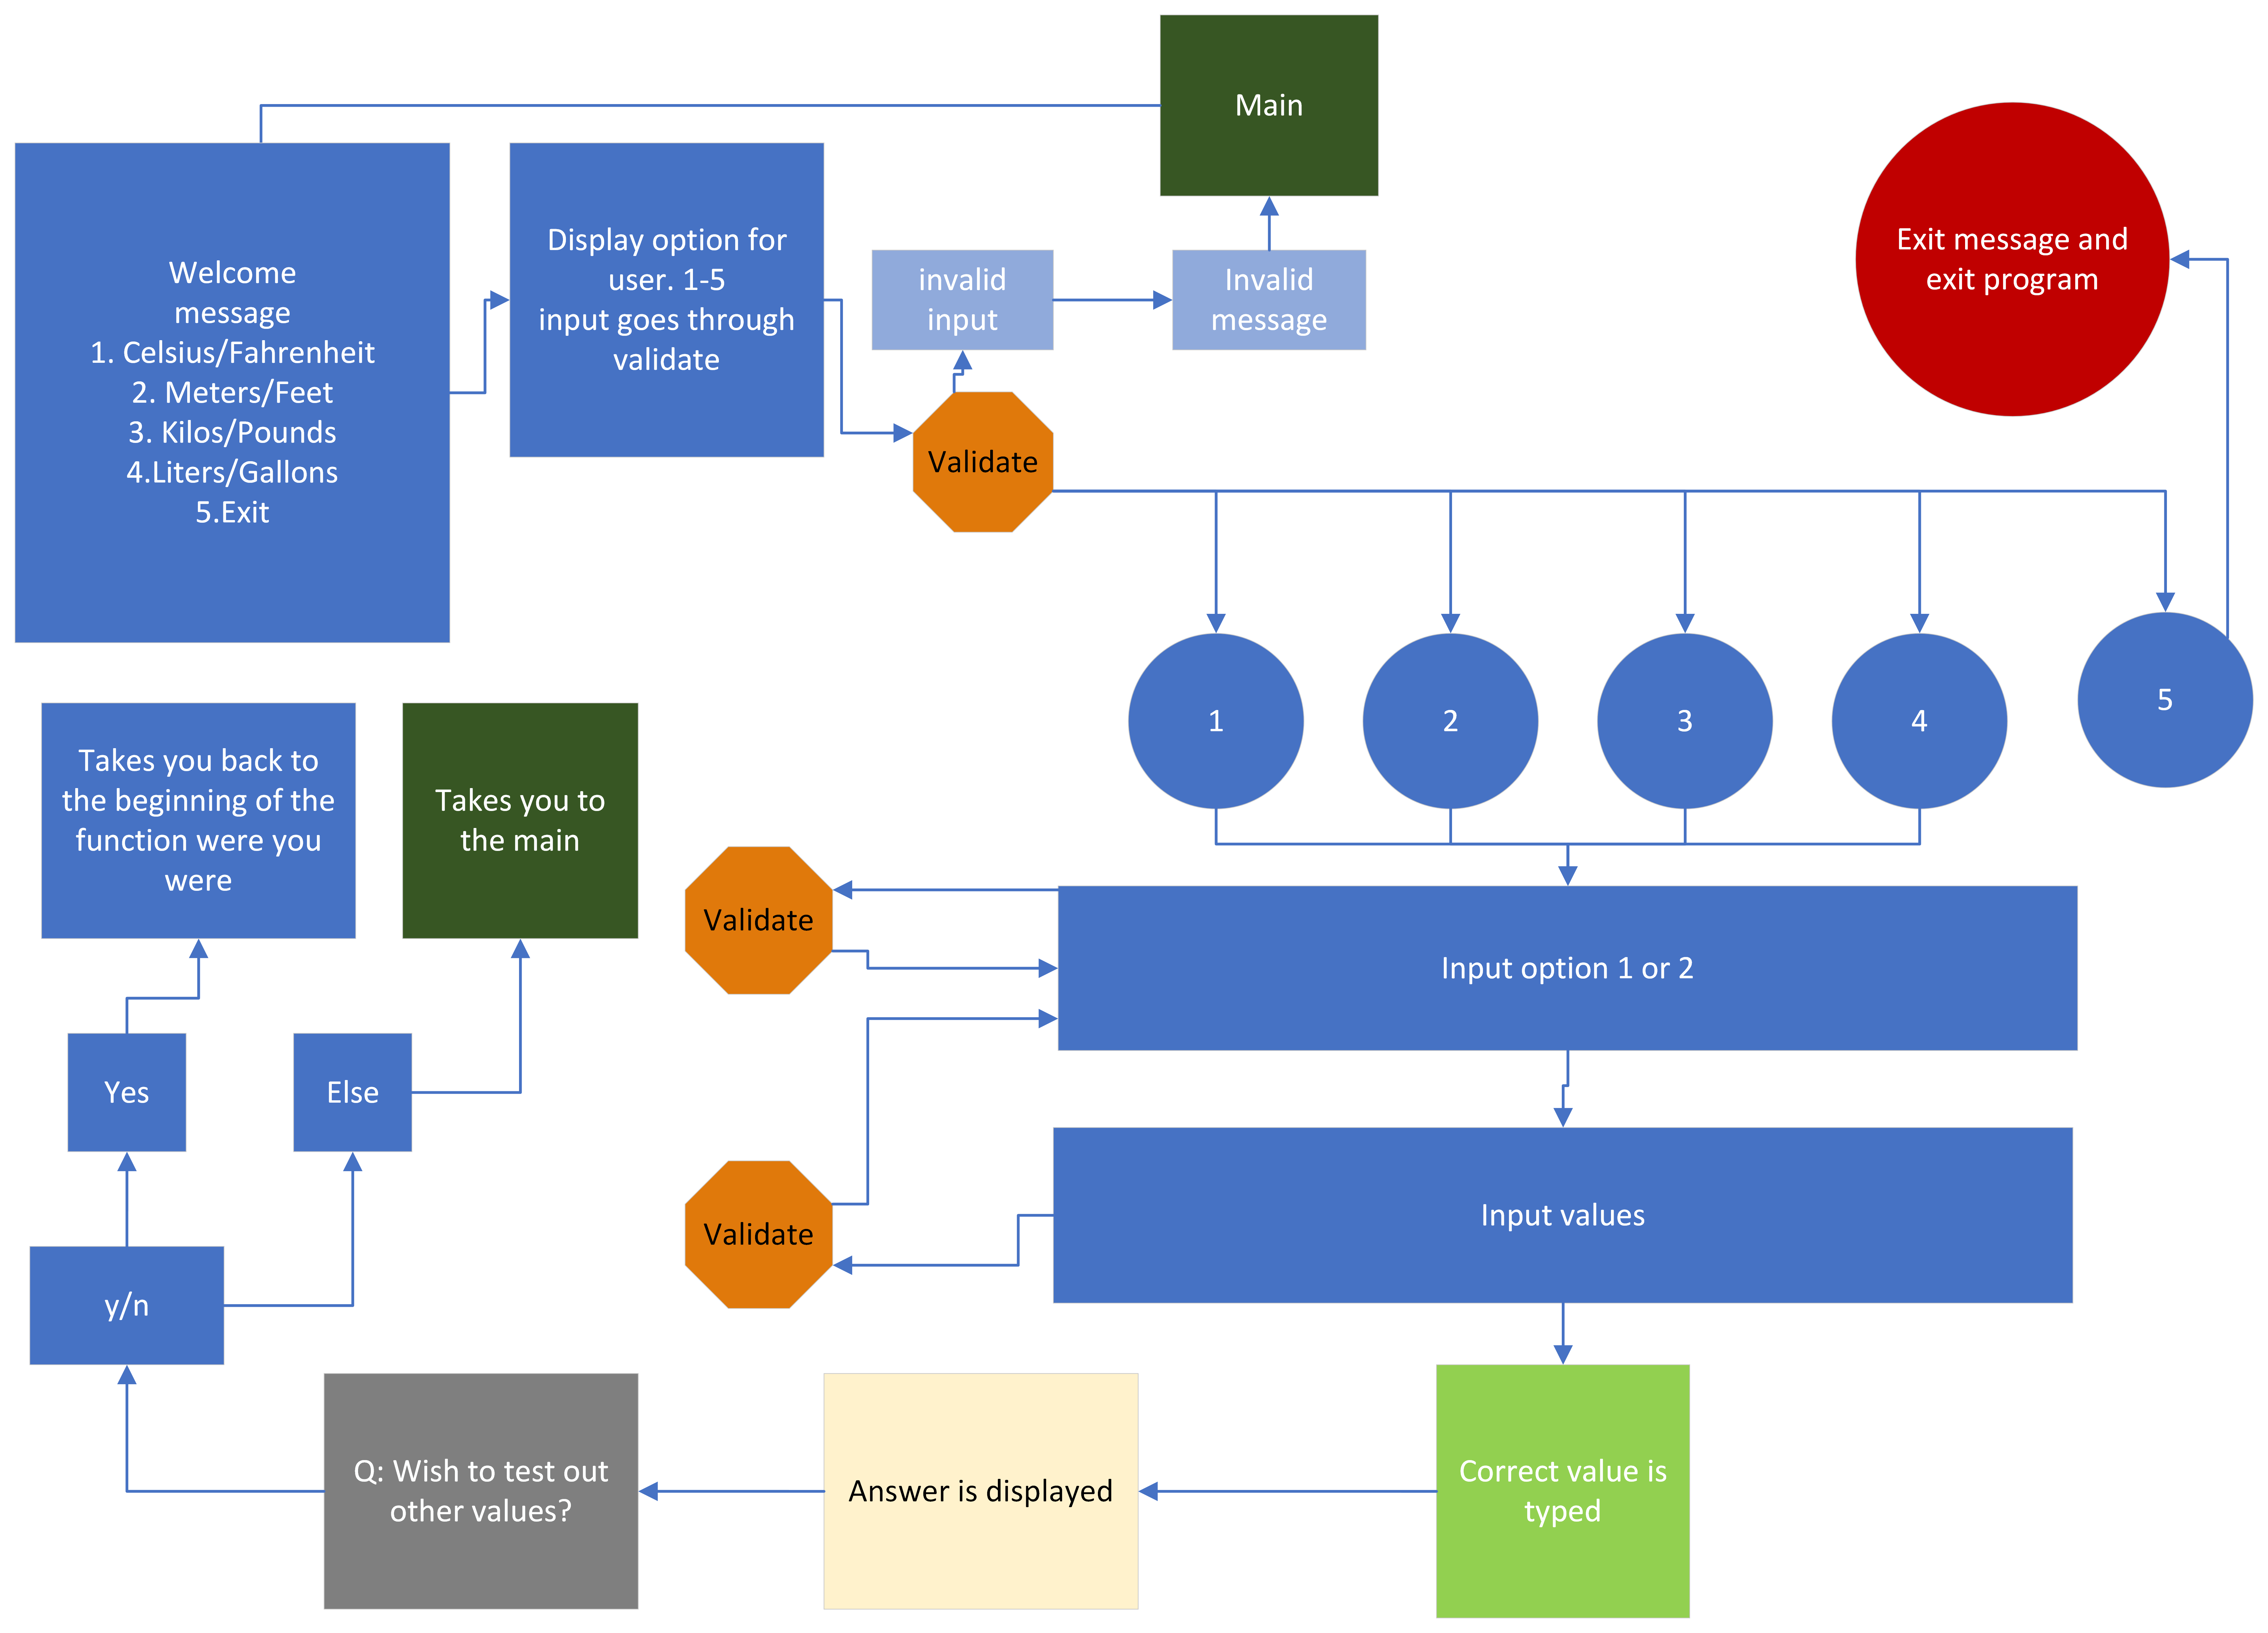 Main
Welcome
message
1. Celsius/Fahrenheit
2. Meters/Feet
3. Kilos/Pounds
4.Liters/Gallons
5.Exit
Display option for
user. 1-5
input goes through
validate
invalid
input
Invalid
message
Exit message and
exit program
Validate
1
2
3
4
5
Takes you back to
the beginning of the
function were you
were
Takes you to
the main
Validate
Input option 1 or 2
Yes
Else
Validate
Input values
y/n
Q: Wish to test out
other values?
Answer is displayed
Correct value is
typed